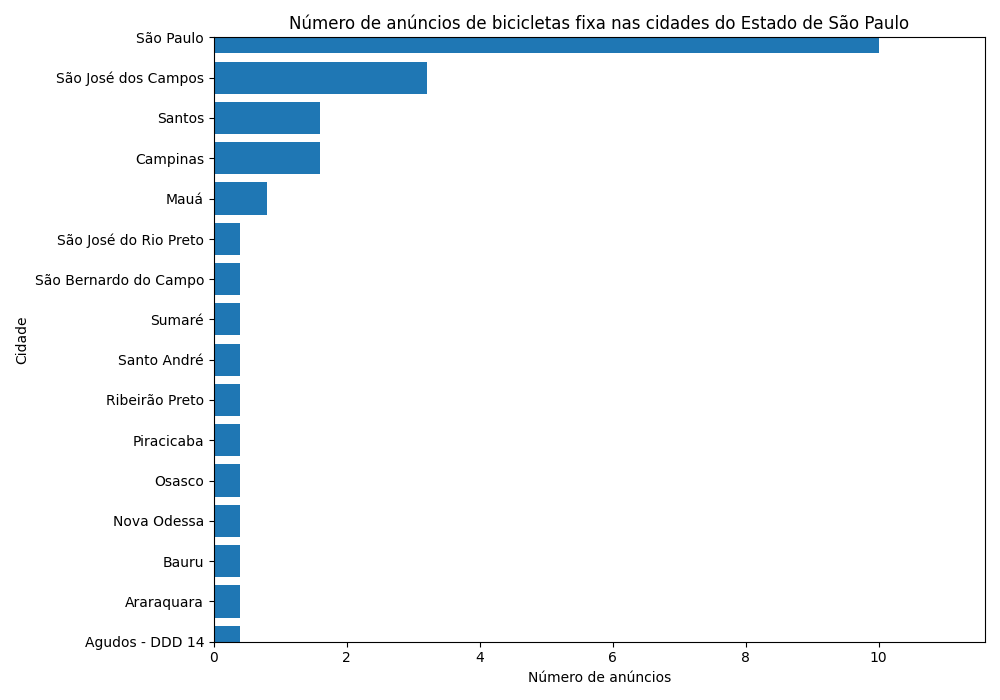 Número de anúncios de bicicletas fixa nas cidades do Estado de São Paulo
São Paulo
São José dos Campos
Santos
Campinas
Mauá
São José do Rio Preto
São Bernardo do Campo
Sumaré
Santo André
Ribeirão Preto
Piracicaba
Osasco
Nova Odessa
Bauru
Araraquara
Agudos - DDD 14
Cidade
0 2 4 6 8 10
Número de anúncios